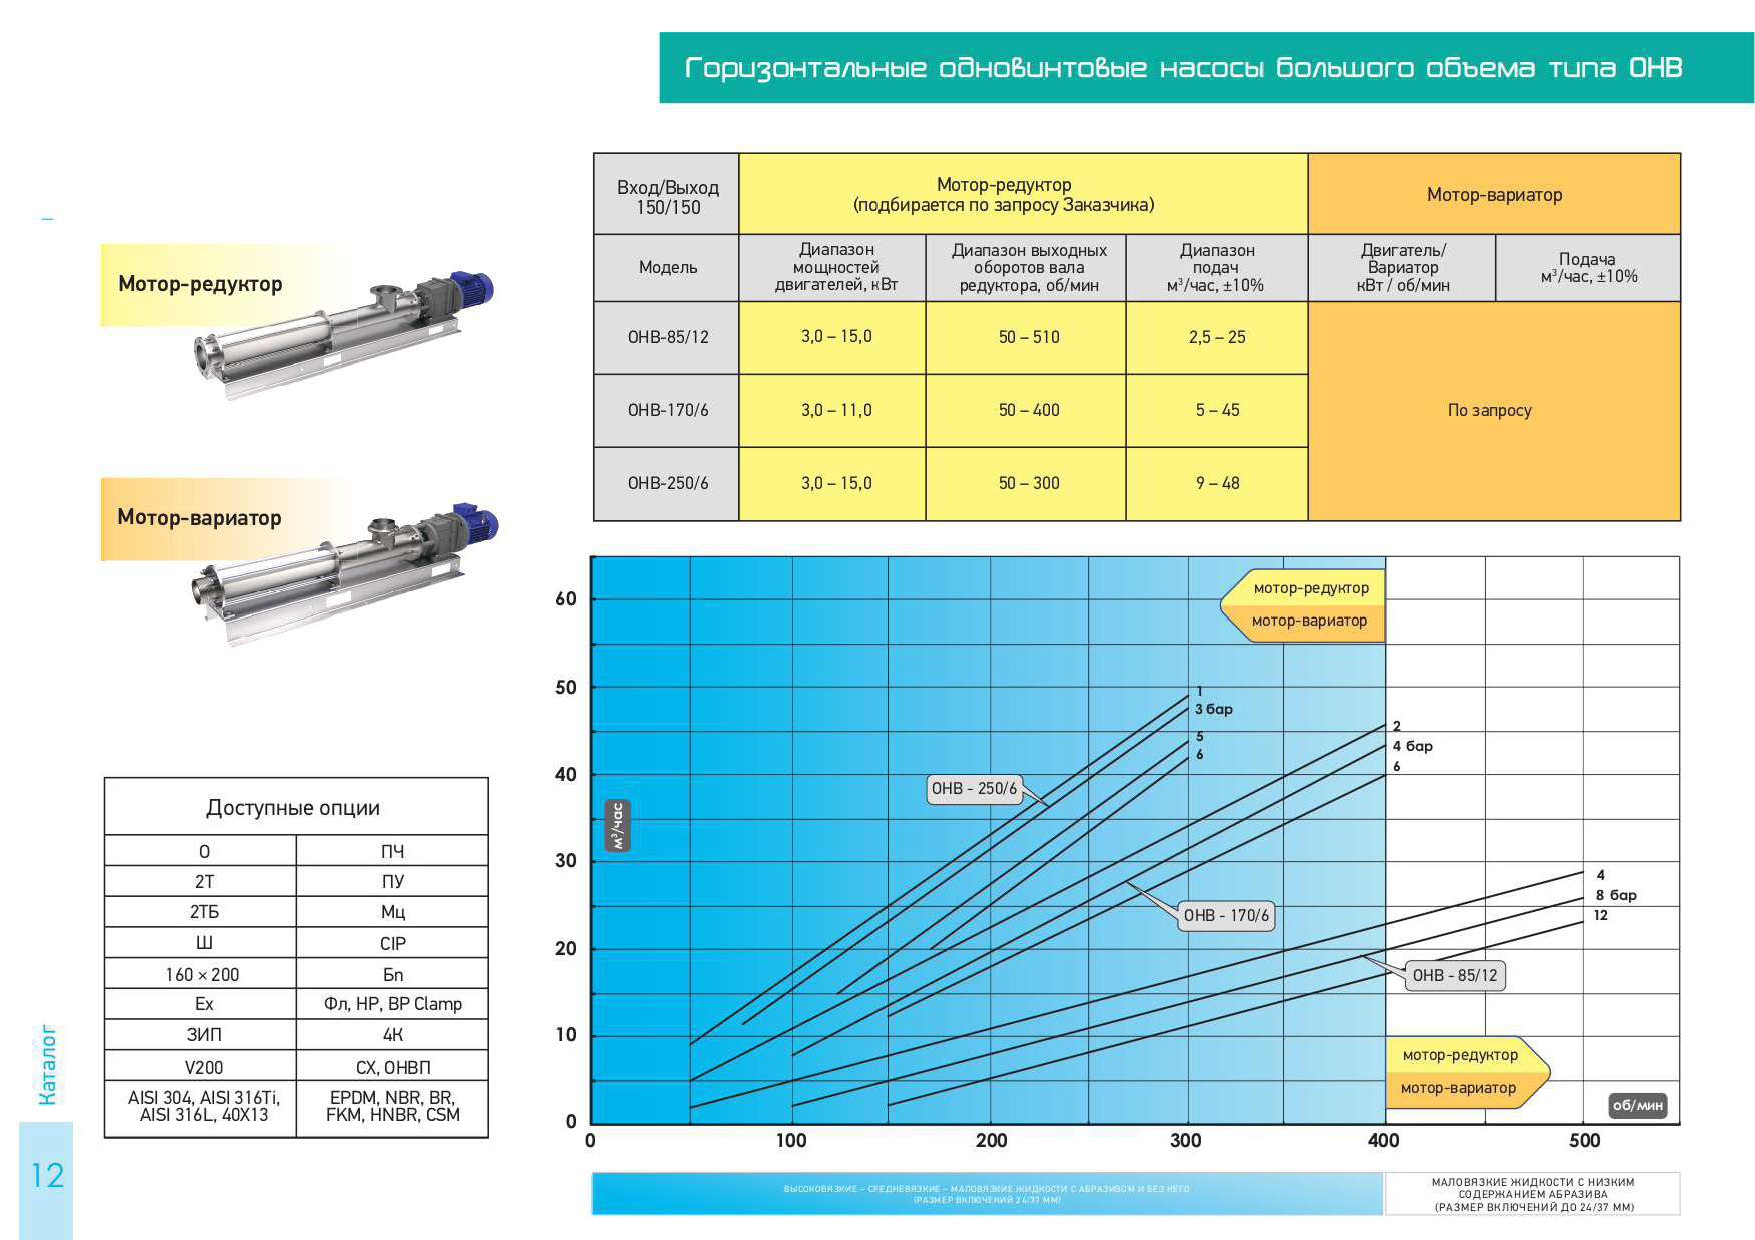 Горизонтальные одновинтовые насосы большого объема типа ОНВ
Мотор-редуктор
Мотор-вариатор
Вход/Выход
150/150
Мотор-редуктор
(подбирается по запросу Заказчика)
Мотор-вариатор
Модель
Диапазон
мощностей
двигателей, кВт
Диапазон выходных
оборотов вала
редуктора, об/мин
Диапазон
подач
м³/час, ±10%
Двигатель/
Вариатор
кВт / об/мин
Подача
м³/час, ±10%
ОНВ-85/12
3,0 – 15,0
50 – 510
2,5 – 25
ОНВ-170/6
3,0 – 11,0
50 – 400
5 – 45
По запросу
ОНВ-250/6
3,0 – 15,0
50 – 300
9 – 48
Доступные опции
О
ПЧ
2Т
ПУ
2ТБ
Мц
Ш
CIP
160 × 200
Бп
Ex
Фл, НР, ВР Clamp
ЗИП
4К
V200
СХ, ОНВП
AISI 304, AISI 316Ti,
AISI 316L, 40X13
EPDM, NBR, BR,
FKM, HNBR, CSM
60
50
40
30
20
10
0
м³/час
мотор-редуктор
мотор-вариатор
1
3 бар
5
6
ОНВ - 250/6
2
4 бар
6
ОНВ - 170/6
4
8 бар
12
ОНВ - 85/12
мотор-редуктор
мотор-вариатор
об/мин
0
100
200
300
400
500
ВЫСОКОВЯЗКИЕ – СРЕДНЕВЯЗКИЕ – МАЛОВЯЗКИЕ ЖИДКОСТИ С АБРАЗИВОМ И БЕЗ НЕГО
(РАЗМЕР ВКЛЮЧЕНИЙ 24/37 ММ)
МАЛОВЯЗКИЕ ЖИДКОСТИ С НИЗКИМ
СОДЕРЖАНИЕМ АБРАЗИВА
(РАЗМЕР ВКЛЮЧЕНИЙ ДО 24/37 ММ)
Каталог
12